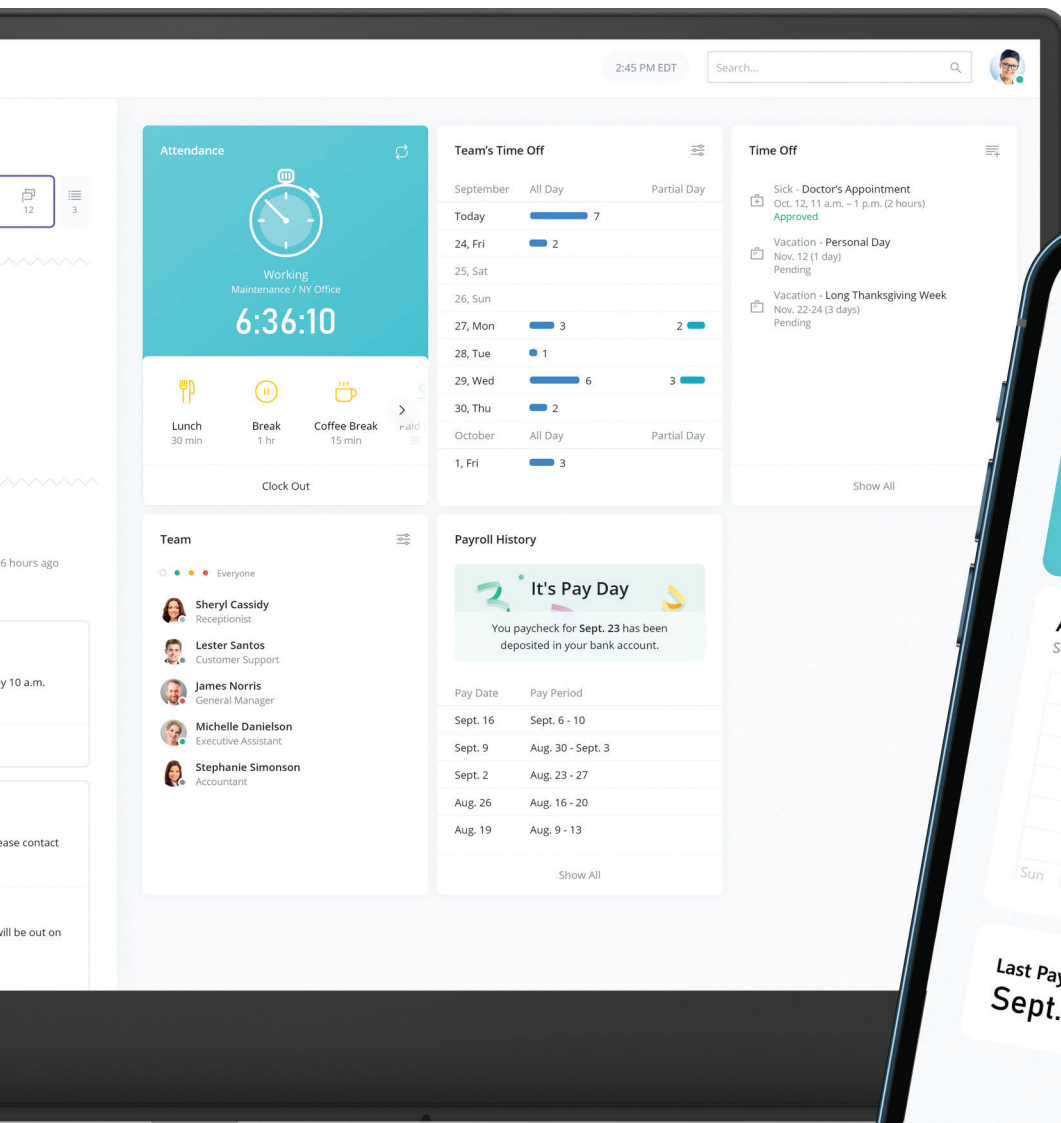 2:45 PM EDT
Search...
12
3
6 hours ago
10 a.m.
contact
be out on
Attendance
Working
Maintenance / NY Office
6:36:10
Lunch
30 min
Break
1 hr
Coffee Break
15 min
Paid
30
Clock Out
Team's Time Off
September All Day Partial Day
Today 7
24, Fri 2
25, Sat
26, Sun
27, Mon 3 2
28, Tue 1
29, Wed 6 3
30, Thu 2
October All Day Partial Day
1, Fri 3
Time Off
Sick - Doctor's Appointment
Oct. 12, 11 a.m. – 1 p.m. (2 hours)
Approved
Vacation - Personal Day
Nov. 12 (1 day)
Pending
Vacation - Long Thanksgiving Week
Nov. 22-24 (3 days)
Pending
Show All
Team
Everyone
Sheryl Cassidy
Receptionist
Lester Santos
Customer Support
James Norris
General Manager
Michelle Danielson
Executive Assistant
Stephanie Simonson
Accountant
Payroll History
It's Pay Day
You paycheck for Sept. 23 has been
deposited in your bank account.
Pay Date Pay Period
Sept. 16 Sept. 6 - 10
Sept. 9 Aug. 30 - Sept. 3
Sept. 2 Aug. 23 - 27
Aug. 26 Aug. 16 - 20
Aug. 19 Aug. 9 - 13
Show All
Sun
Last Pay
Sept.